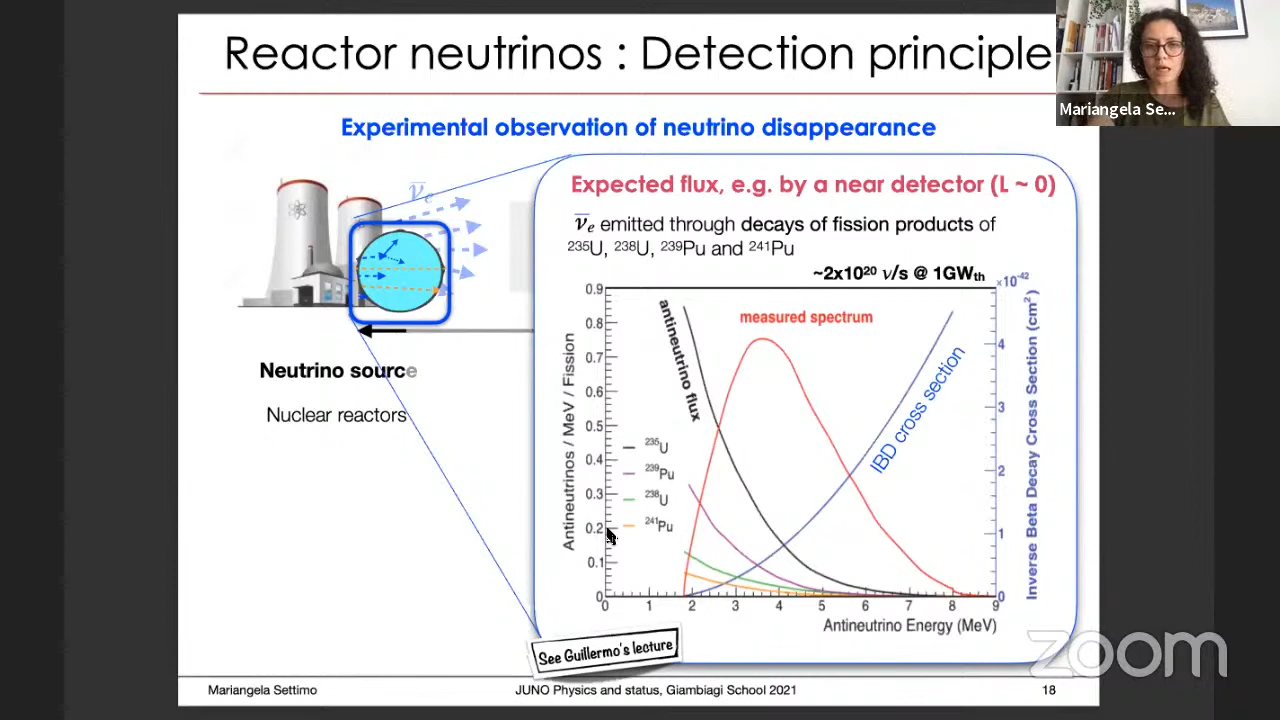 Reactor neutrinos : Detection principle
Mariangela Se...
Experimental observation of neutrino disappearance
ν̅e
Expected flux, e.g. by a near detector (L ~ 0)
ν̅e emitted through decays of fission products of
²³⁵U, ²³⁸U, ²³⁹Pu and ²⁴¹Pu
~2x10²⁰ ν/s @ 1GWth
Neutrino source
Nuclear reactors
×10⁻⁴²
0.9
0.8
0.7
0.6
0.5
0.4
0.3
0.2
0.1
0
Antineutrinos / MeV / Fission
antineutrino flux
measured spectrum
IBD cross section
²³⁵U
²³⁹Pu
²³⁸U
²⁴¹Pu
4
3
2
1
0
Inverse Beta Decay Cross Section (cm²)
0 1 2 3 4 5 6 7 8 9
Antineutrino Energy (MeV)
See Guillermo's lecture
zoom
Mariangela Settimo
JUNO Physics and status, Giambiagi School 2021
18